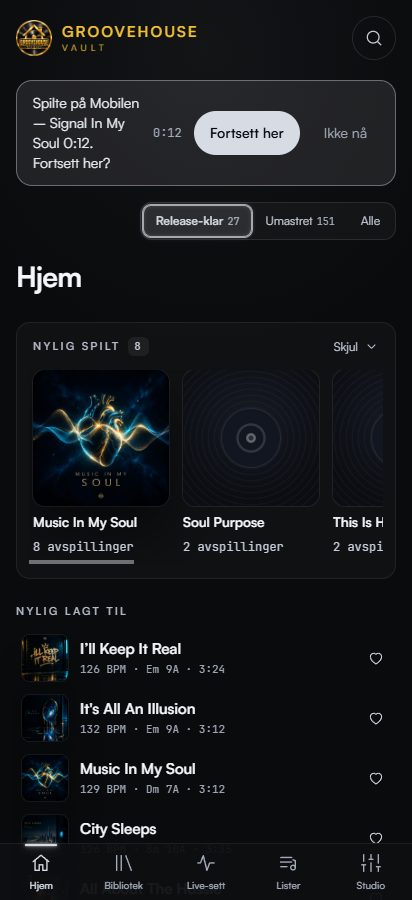 GROOVEHOUSE
VAULT
Spilte på Mobilen
— Signal In My
Soul 0:12.
Fortsett her?
0:12
Fortsett her
Ikke nå
Release-klar 27
Umastret 151
Alle
Hjem
NYLIG SPILT 8
Skjul
MUSIC IN MY
SOUL
Music In My Soul
8 avspillinger
Soul Purpose
2 avspillinger
This Is H
2 avspi
NYLIG LAGT TIL
ALL KEEP
IT REAL
I'll Keep It Real
126 BPM · Em 9A · 3:24
It's All An Illusion
132 BPM · Em 9A · 3:12
Music In My Soul
129 BPM · Dm 7A · 3:12
City Sleeps
Hjem
Bibliotek
Live-sett
Lister
Studio